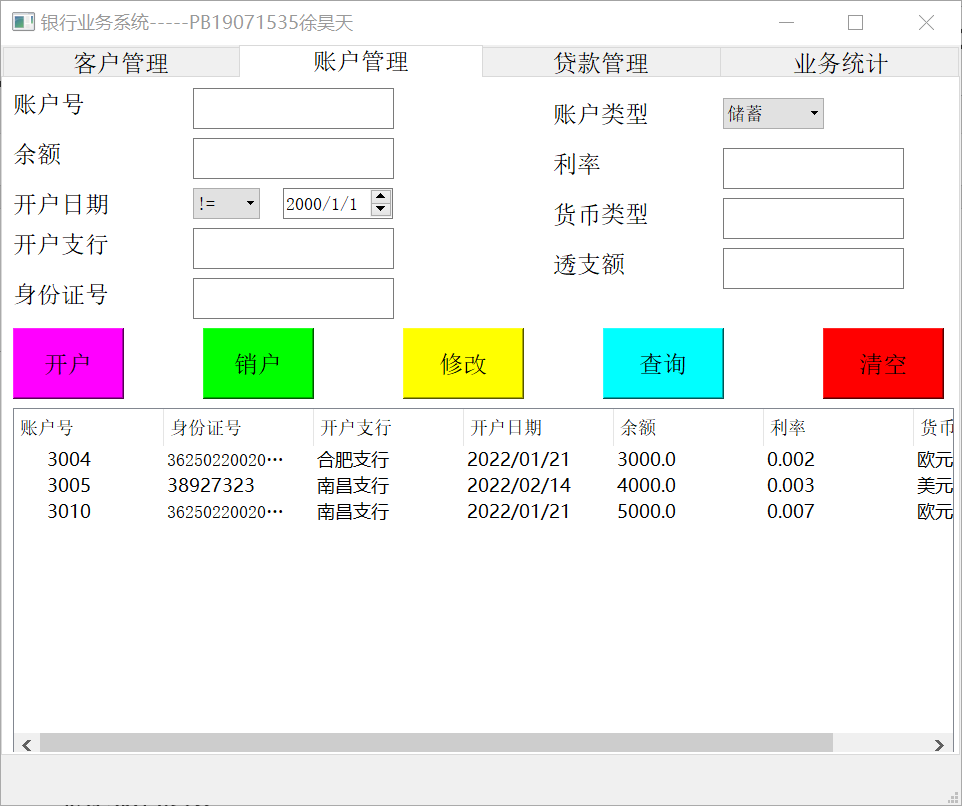 银行业务系统-----PB19071535徐昊天
客户管理 账户管理 贷款管理 业务统计
账户号
账户类型 储蓄
余额
利率
开户日期 != 2000/1/1
货币类型
开户支行
透支额
身份证号
开户 销户 修改 查询 清空
账户号 身份证号 开户支行 开户日期 余额 利率 货币
3004 36250220020… 合肥支行 2022/01/21 3000.0 0.002 欧元
3005 38927323 南昌支行 2022/02/14 4000.0 0.003 美元
3010 36250220020… 南昌支行 2022/01/21 5000.0 0.007 欧元